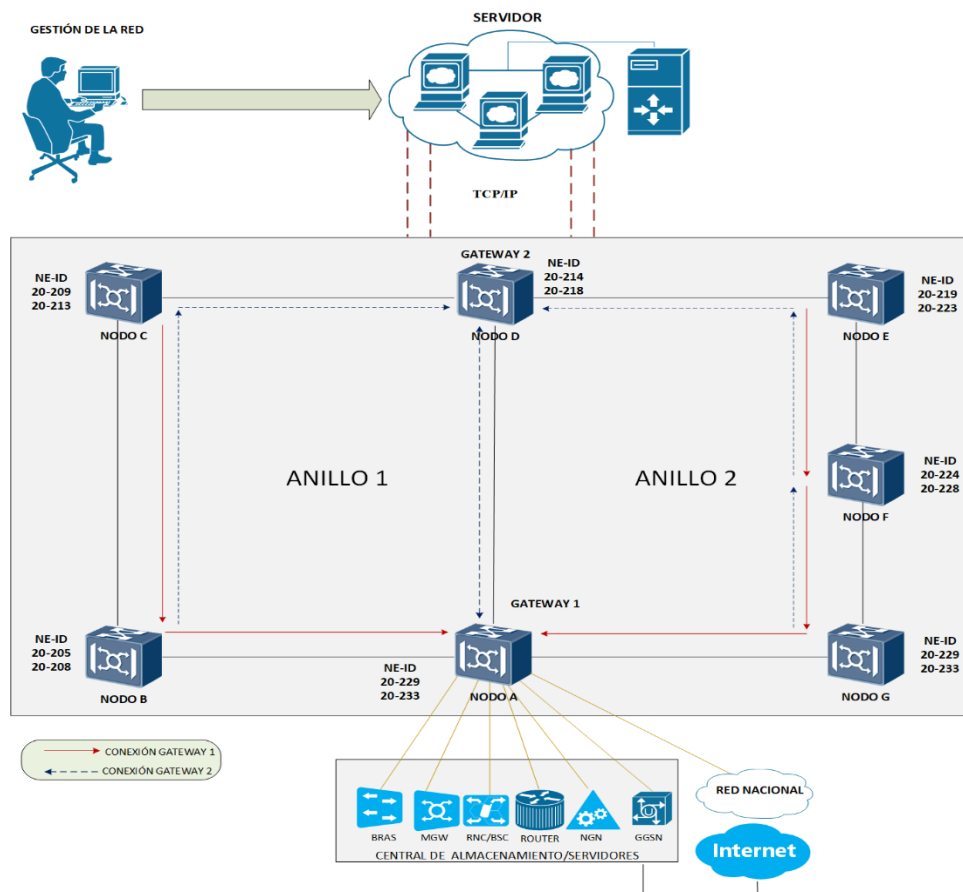 SERVIDOR
GESTIÓN DE LA RED
TCP/IP
GATEWAY 2
NE-ID
20-209
20-213
NODO C
NE-ID
20-214
20-218
NODO D
NE-ID
20-219
20-223
NODO E
ANILLO 1
ANILLO 2
NE-ID
20-224
20-228
NODO F
GATEWAY 1
NE-ID
20-205
20-208
NODO B
NE-ID
20-229
20-233
NODO A
NE-ID
20-229
20-233
NODO G
CONEXIÓN GATEWAY 1
CONEXIÓN GATEWAY 2
BRAS MGW RNC/BSC ROUTER NGN GGSN
CENTRAL DE ALMACENAMIENTO/SERVIDORES
RED NACIONAL
Internet